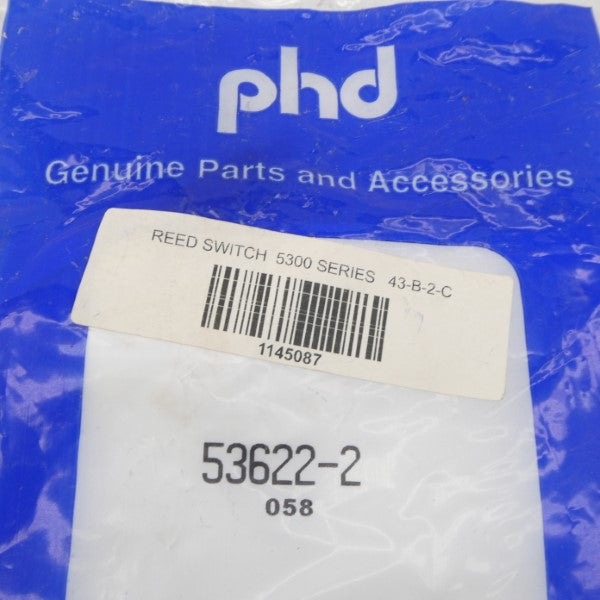 phd
Genuine Parts and Accessories
REED SWITCH 5300 SERIES 43-B-2-C
1145087
53622-2
058